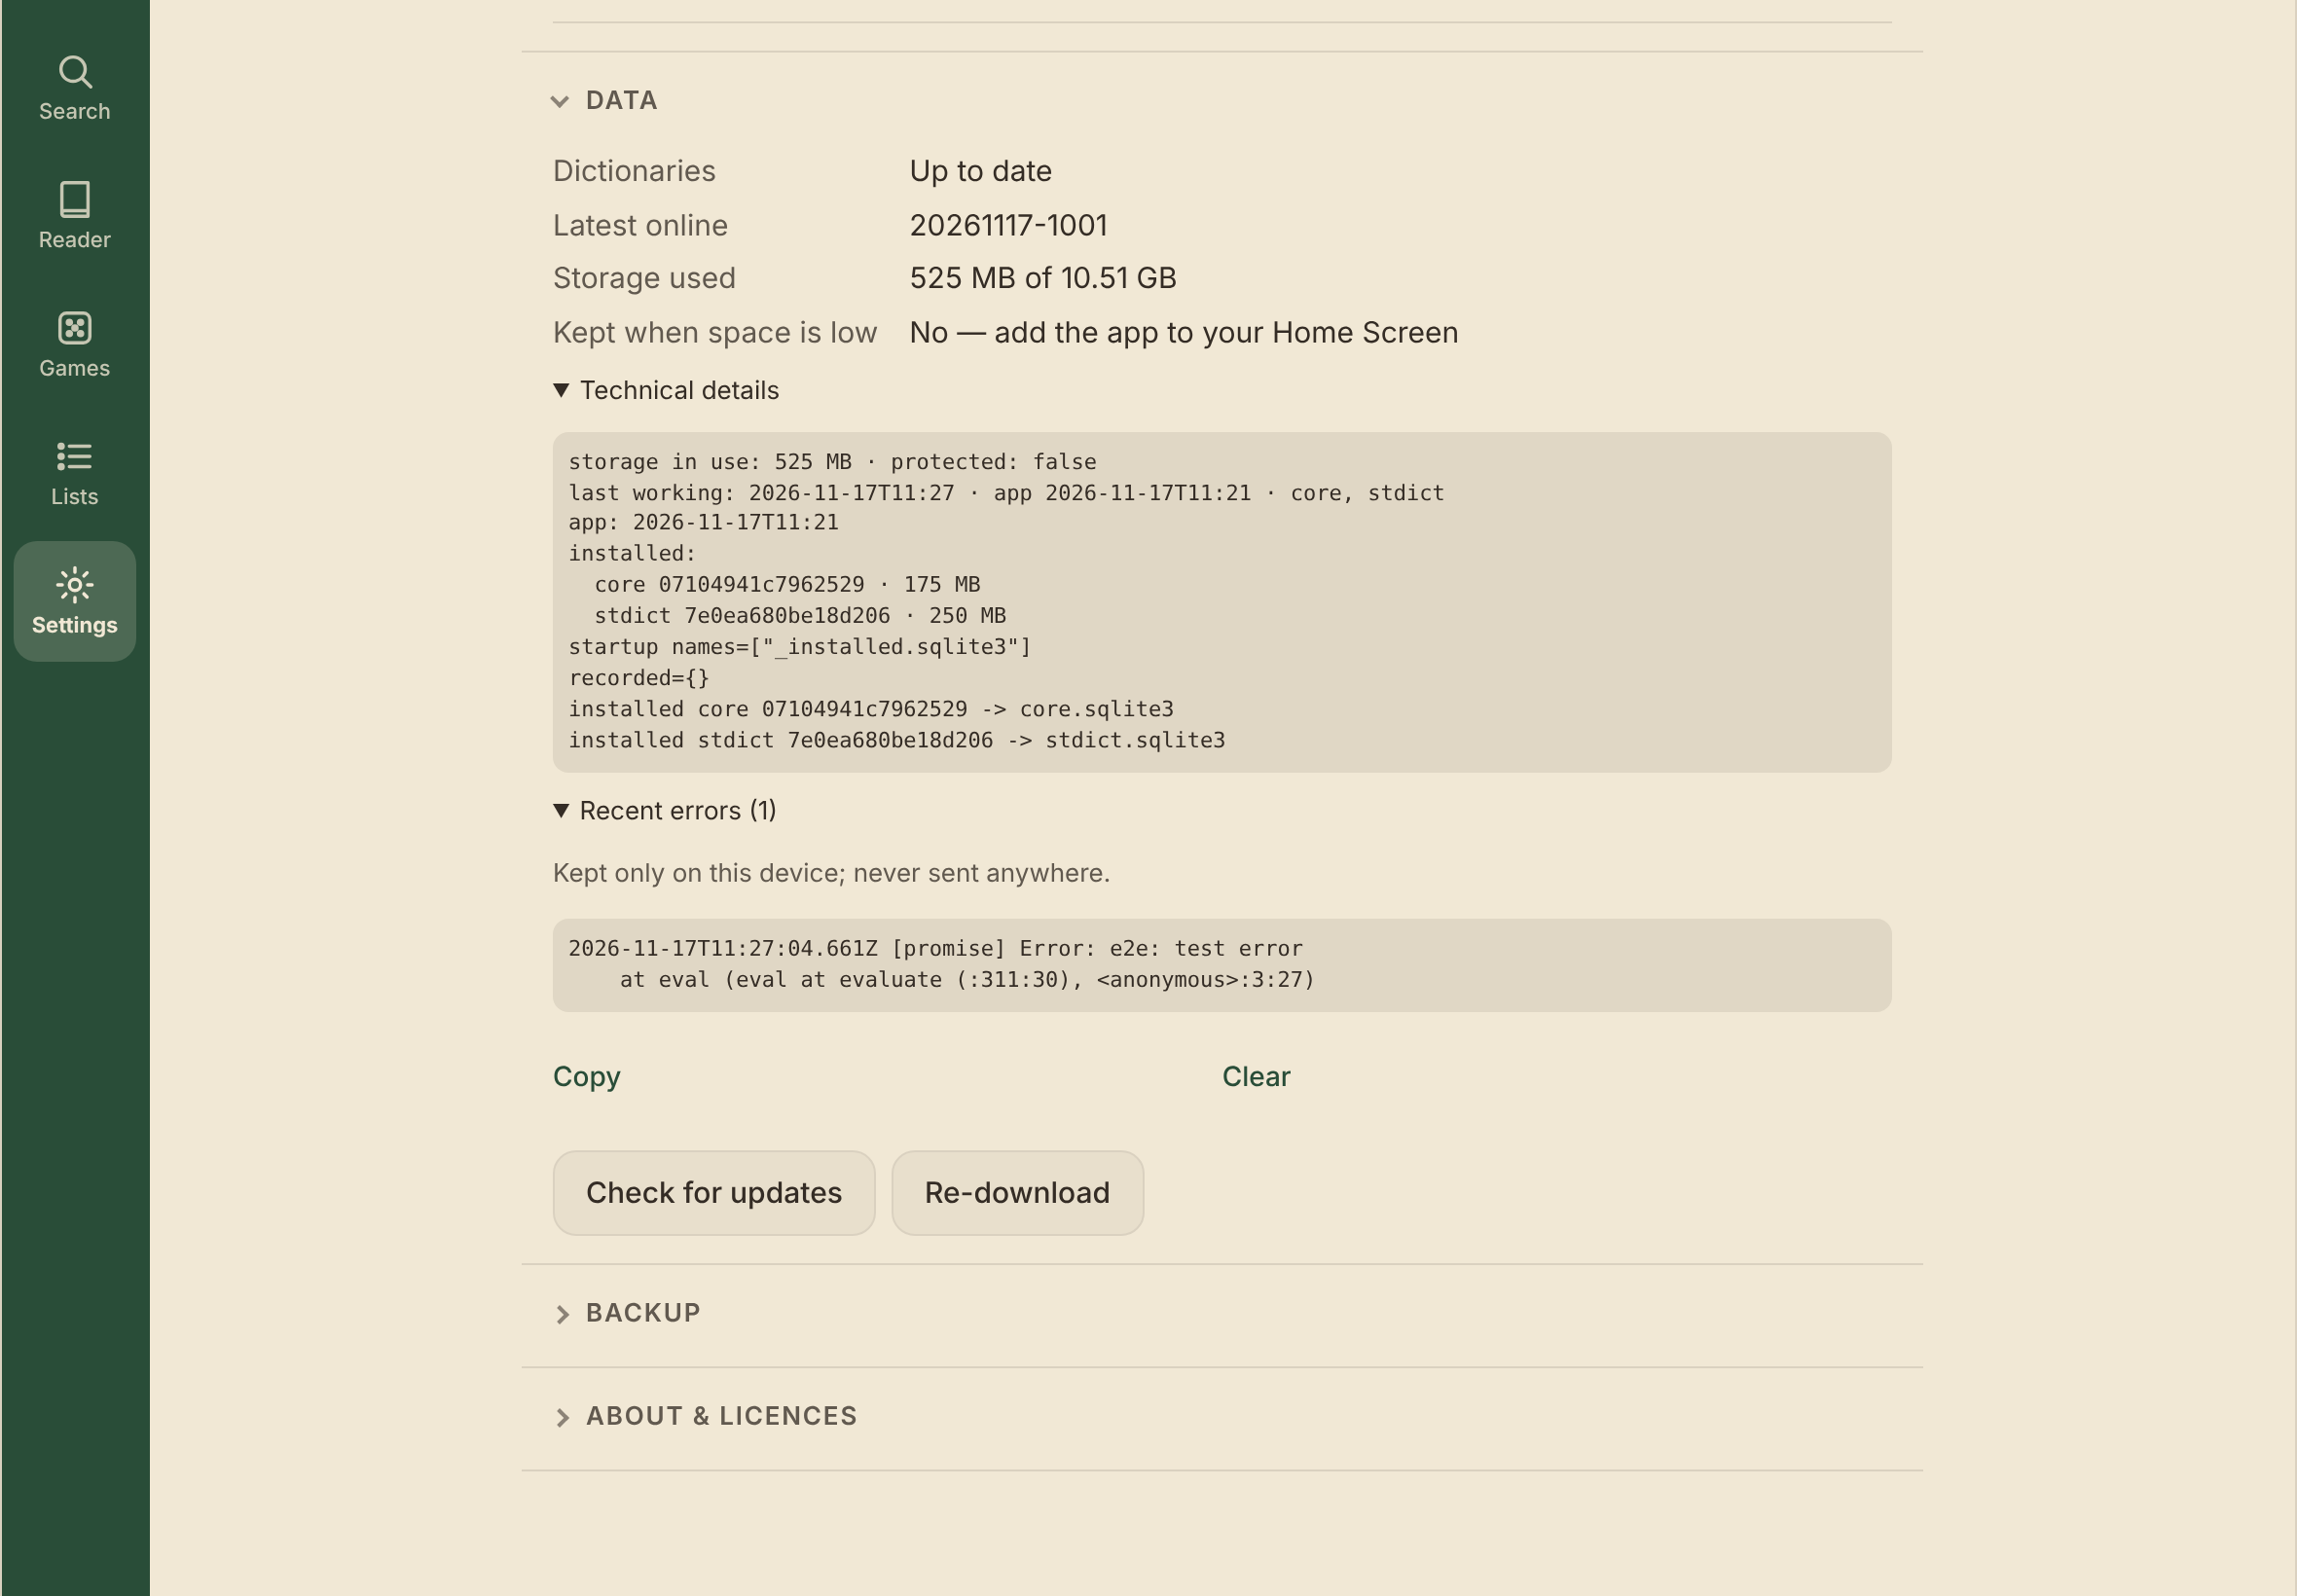 Search
Reader
Games
Lists
Settings
DATA
Dictionaries Up to date
Latest online 20261117-1001
Storage used 525 MB of 10.51 GB
Kept when space is low No — add the app to your Home Screen
▼ Technical details
storage in use: 525 MB · protected: false
last working: 2026-11-17T11:27 · app 2026-11-17T11:21 · core, stdict
app: 2026-11-17T11:21
installed:
  core 07104941c7962529 · 175 MB
  stdict 7e0ea680be18d206 · 250 MB
startup names=["_installed.sqlite3"]
recorded={}
installed core 07104941c7962529 -> core.sqlite3
installed stdict 7e0ea680be18d206 -> stdict.sqlite3
▼ Recent errors (1)
Kept only on this device; never sent anywhere.
2026-11-17T11:27:04.661Z [promise] Error: e2e: test error
    at eval (eval at evaluate (:311:30), <anonymous>:3:27)
Copy Clear
Check for updates Re-download
BACKUP
ABOUT & LICENCES